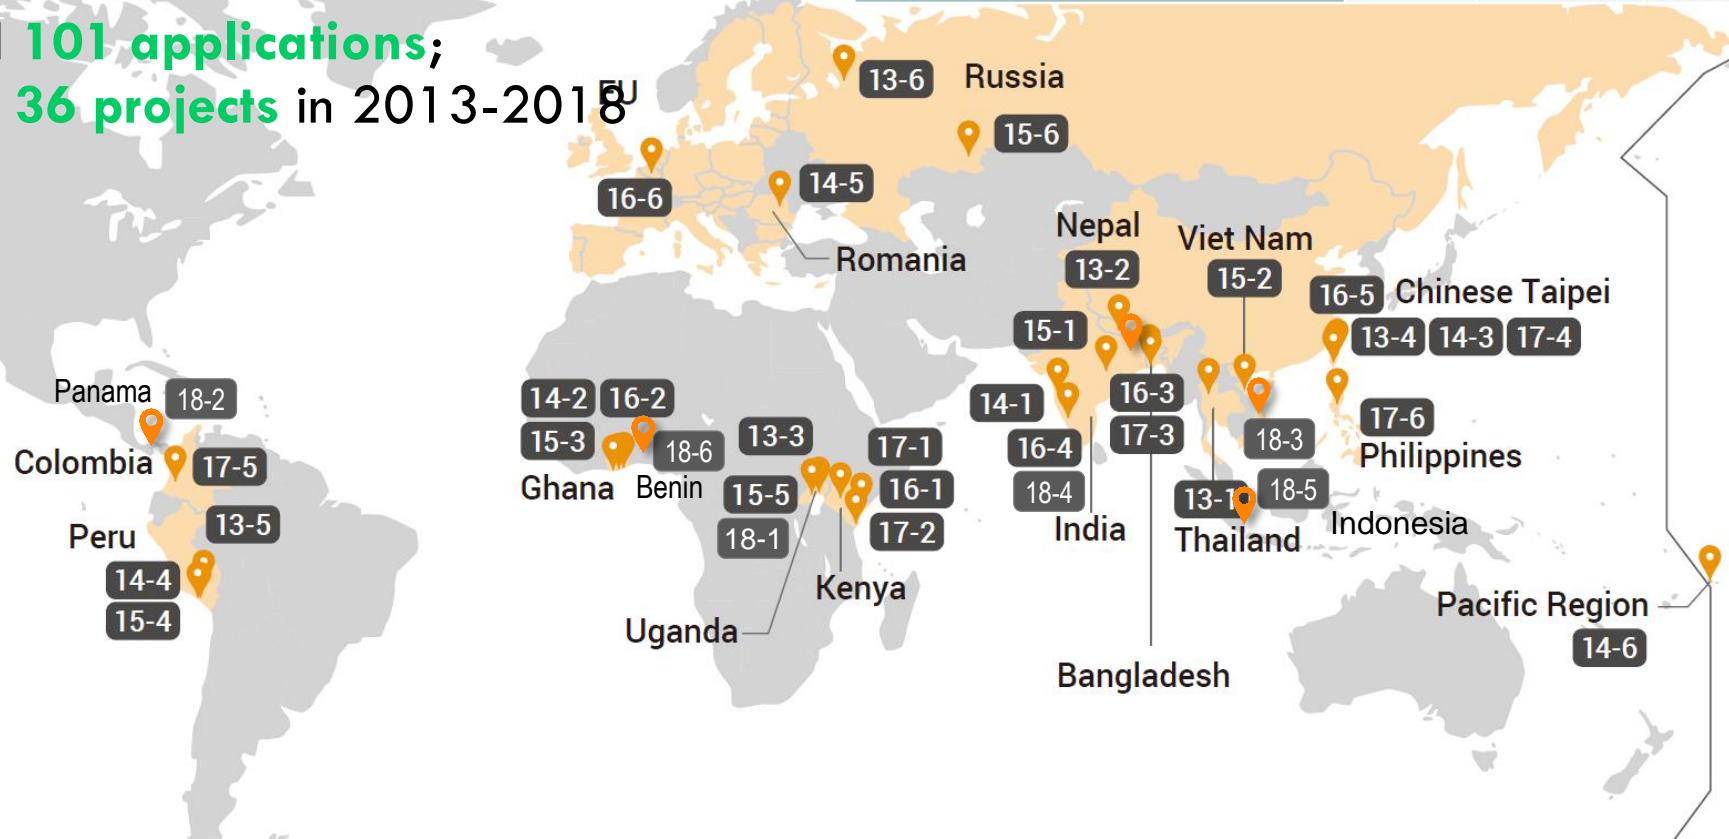 101 applications;
36 projects in 2013-2018
EU
13-6
Russia
15-6
16-6
14-5
Romania
Nepal
13-2
Viet Nam
15-2
16-5
Chinese Taipei
13-4
14-3
17-4
15-1
14-1
16-3
17-3
16-4
18-4
India
17-6
Philippines
18-3
13-1
18-5
Thailand
Indonesia
Panama
18-2
Colombia
17-5
Peru
13-5
14-4
15-4
14-2
16-2
15-3
18-6
Ghana
Benin
13-3
15-5
18-1
17-1
16-1
17-2
Kenya
Uganda
Bangladesh
Pacific Region
14-6